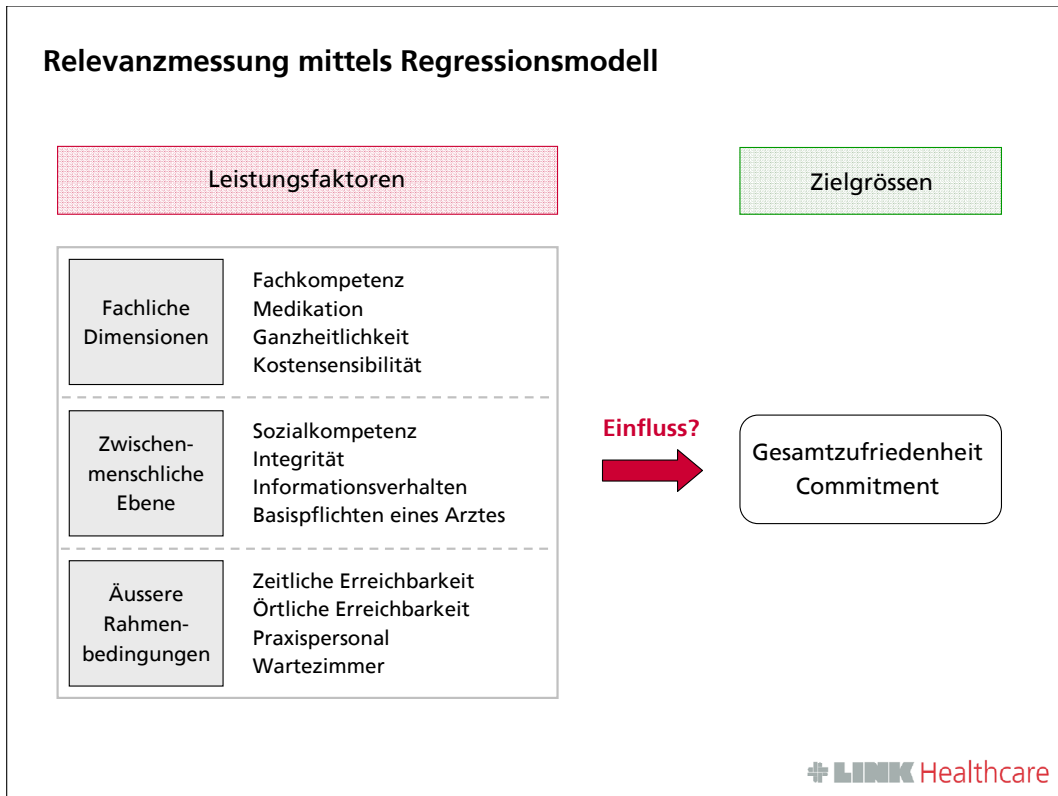 Relevanzmessung mittels Regressionsmodell
Leistungsfaktoren
Zielgrössen
Fachliche
Dimensionen
Fachkompetenz
Medikation
Ganzheitlichkeit
Kostensensibilität
Zwischen-
menschliche
Ebene
Sozialkompetenz
Integrität
Informationsverhalten
Basispflichten eines Arztes
Äussere
Rahmen-
bedingungen
Zeitliche Erreichbarkeit
Örtliche Erreichbarkeit
Praxispersonal
Wartezimmer
Einfluss?
Gesamtzufriedenheit
Commitment
LINK Healthcare